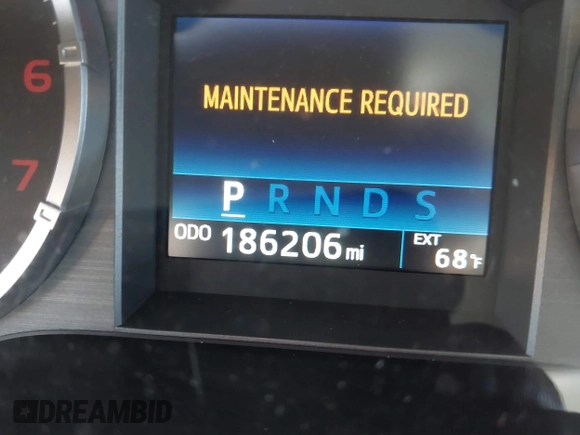 6
7
MAINTENANCE REQUIRED
P R N D S
ODO 186206 mi
EXT 68°F
DREAMBID